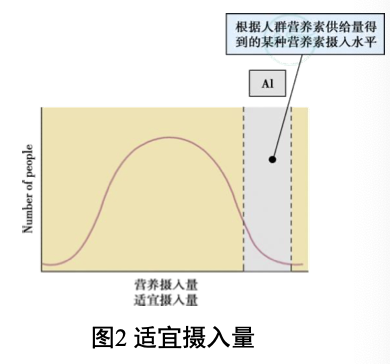 根据人群营养素供给量得
到的某种营养素摄入水平
AI
Number of people
营养摄入量
适宜摄入量
图2 适宜摄入量